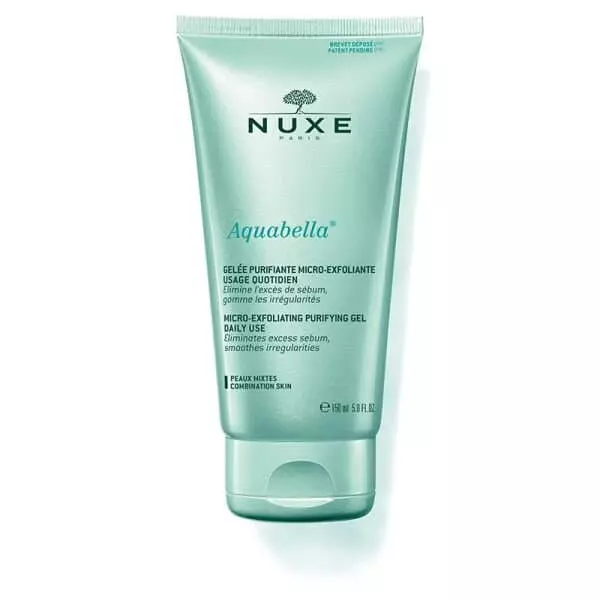 BREVET DÉPOSÉ
PATENT PENDING
NUXE
PARIS
Aquabella®
GELÉE PURIFIANTE MICRO-EXFOLIANTE
USAGE QUOTIDIEN
Elimine l'excès de sébum,
gomme les irrégularités
MICRO-EXFOLIATING PURIFYING GEL
DAILY USE
Eliminates excess sebum,
smoothes irregularities
PEAUX MIXTES
COMBINATION SKIN
e 150 ml 5.0 FL.OZ.